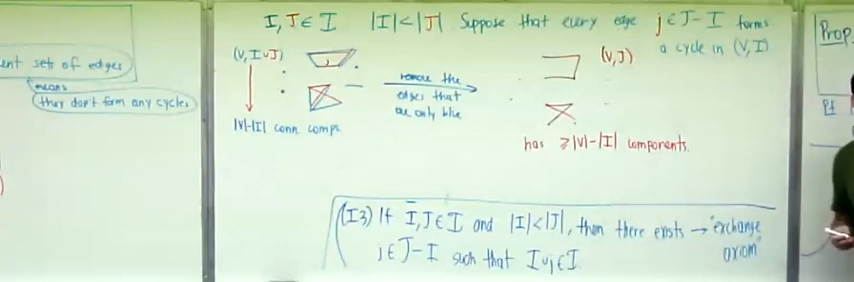 ent sets of edges
means
they don't form any cycles
I, J ∈ I |I| < |J| Suppose that every edge j ∈ J - I forms
a cycle in (V, I)
(V, I ∪ J)
|V|-|I| conn. comps.
remove the
edges that
are only blue
(V, J)
has ≥ |V|-|I| components.
(I3) If I, J ∈ I and |I| < |J|, then there exists → "exchange
j ∈ J - I such that I ∪ j ∈ I. axiom"
Prop.
Pf